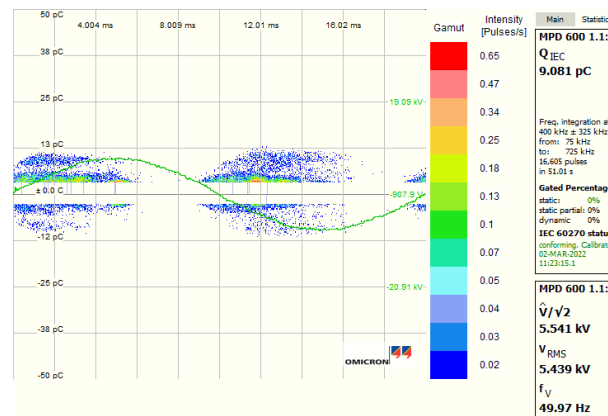 50 pC
4.004 ms
8.009 ms
12.01 ms
16.02 ms
38 pC
25 pC
19.09 kV
13 pC
± 0.0 C
-907.9 V
-12 pC
-25 pC
-20.91 kV
-38 pC
-50 pC
OMICRON
Gamut
Intensity
[Pulses/s]
0.65
0.47
0.34
0.25
0.18
0.13
0.1
0.07
0.05
0.04
0.03
0.02
Main
Statistic
MPD 600 1.1:
Q IEC
9.081 pC
Freq. integration at
400 kHz ± 325 kHz
from: 75 kHz
to: 725 kHz
16,605 pulses
in 51.01 s
Gated Percentage
static: 0%
static partial: 0%
dynamic 0%
IEC 60270 statu
conforming. Calibrat
02-MAR-2022
11:23:15.1
MPD 600 1.1:
V̂/√2
5.541 kV
V RMS
5.439 kV
f V
49.97 Hz